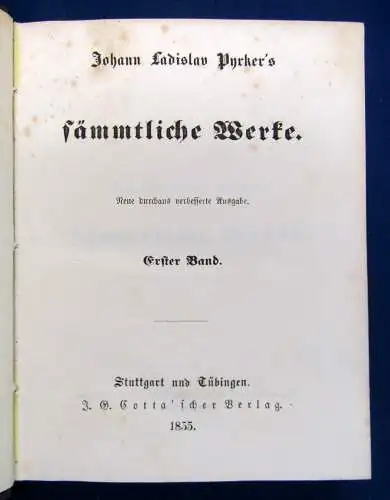 Johann Ladislav Pyrker's
sämmtliche Werke.
Neue durchaus verbesserte Ausgabe.
Erster Band.
Stuttgart und Tübingen.
J. G. Cotta'scher Verlag.
1855.